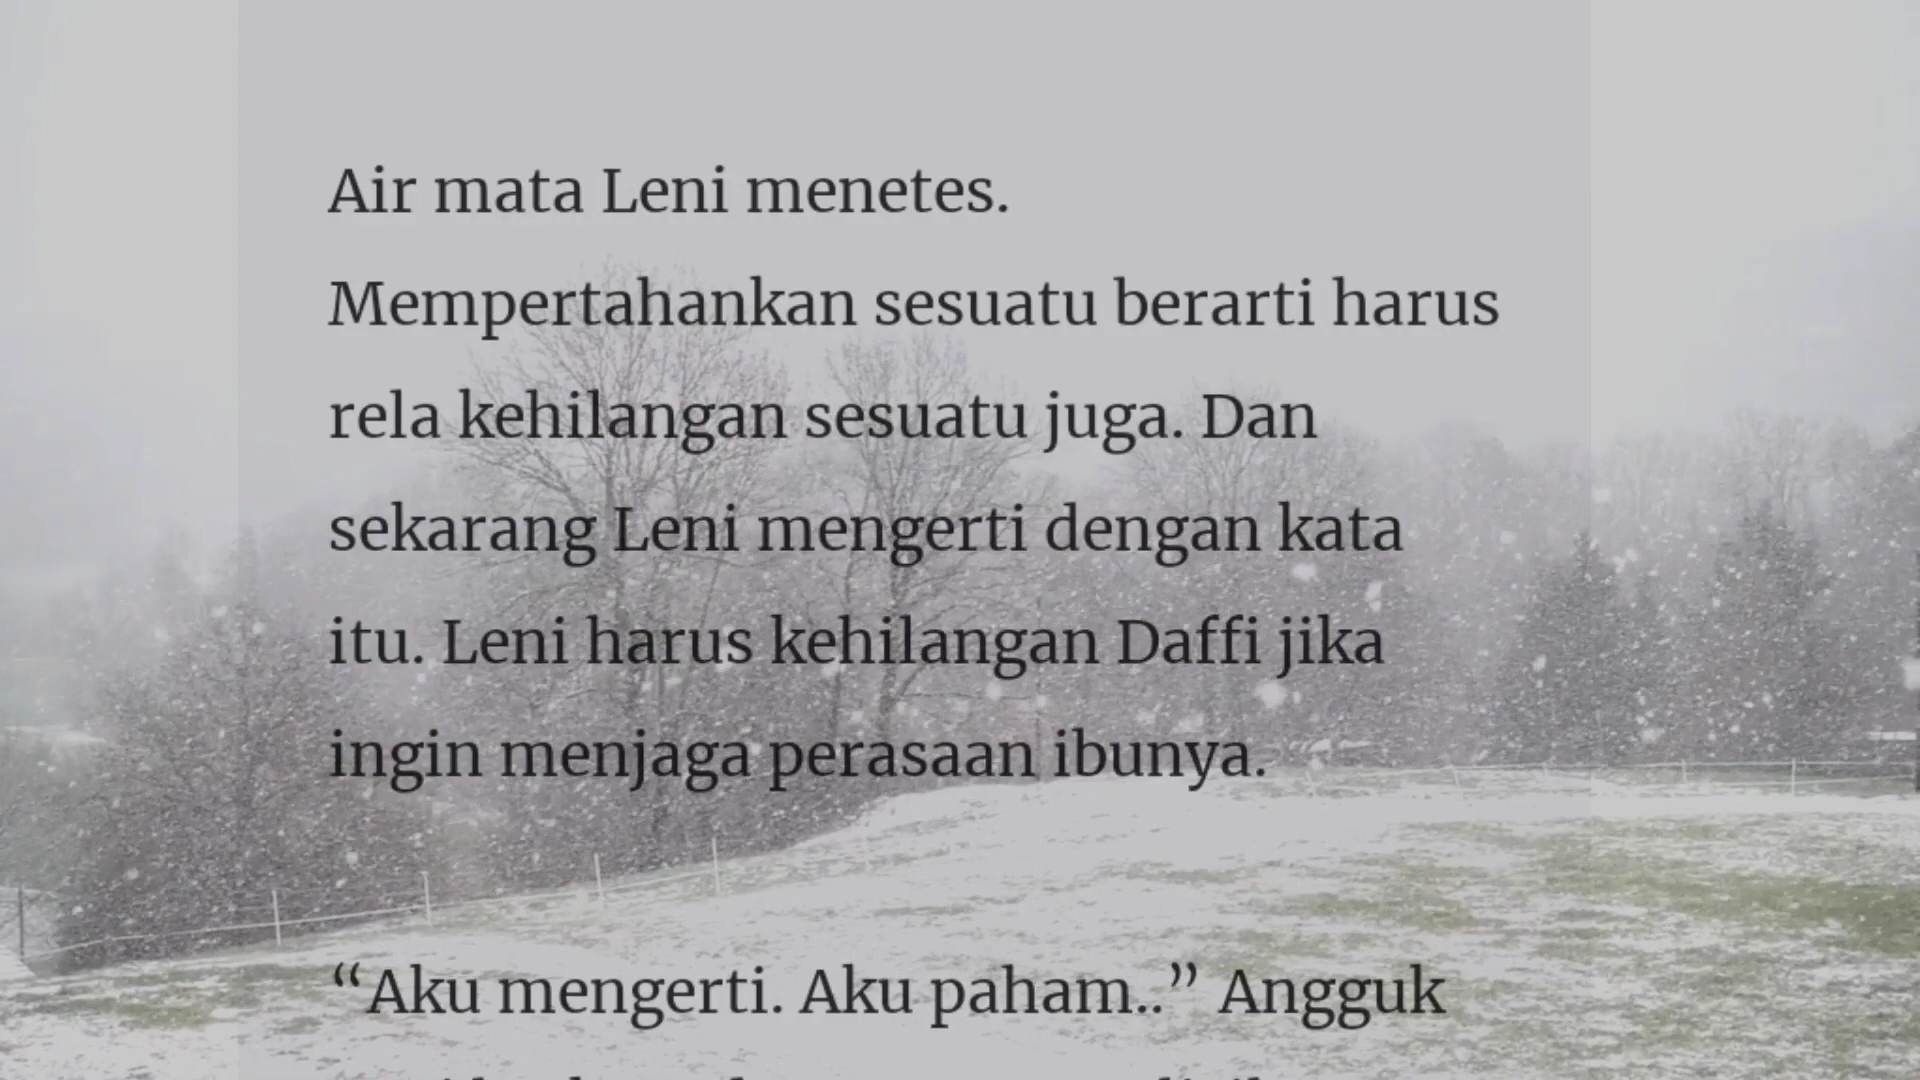 Air mata Leni menetes.
Mempertahankan sesuatu berarti harus
rela kehilangan sesuatu juga. Dan
sekarang Leni mengerti dengan kata
itu. Leni harus kehilangan Daffi jika
ingin menjaga perasaan ibunya.
“Aku mengerti. Aku paham..” Angguk